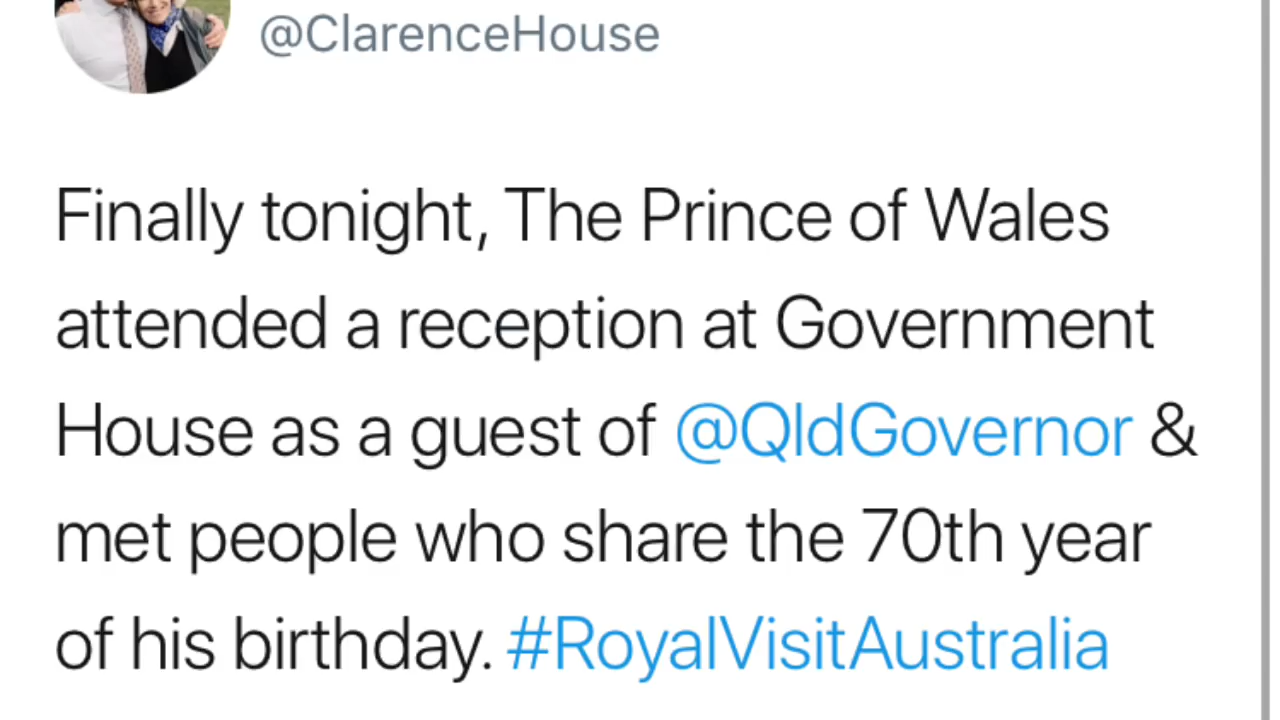 @ClarenceHouse
Finally tonight, The Prince of Wales
attended a reception at Government
House as a guest of @QldGovernor &
met people who share the 70th year
of his birthday. #RoyalVisitAustralia